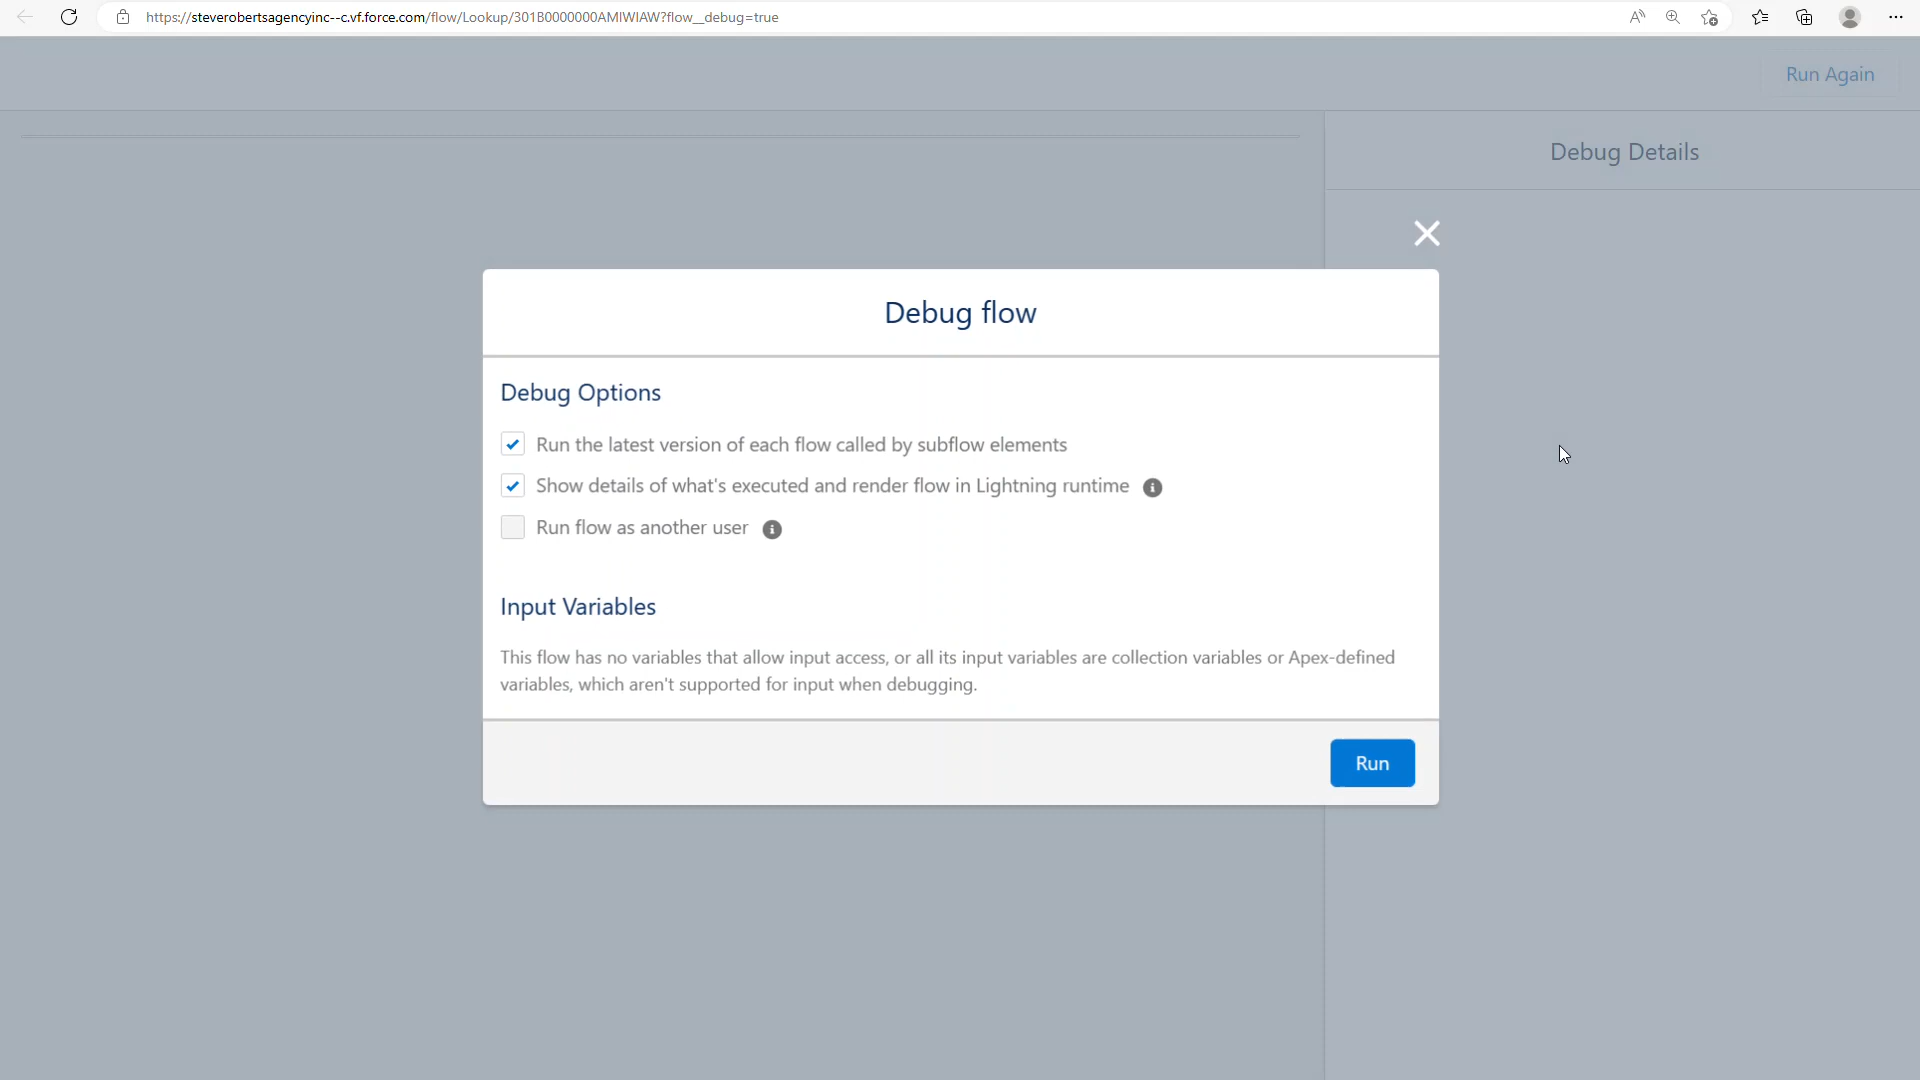 https://steverobertsagencyinc--c.vf.force.com/flow/Lookup/301B0000000AMIWIAW?flow__debug=true
Run Again
Debug Details
Debug flow
Debug Options
Run the latest version of each flow called by subflow elements
Show details of what's executed and render flow in Lightning runtime
Run flow as another user
Input Variables
This flow has no variables that allow input access, or all its input variables are collection variables or Apex-defined
variables, which aren't supported for input when debugging.
Run